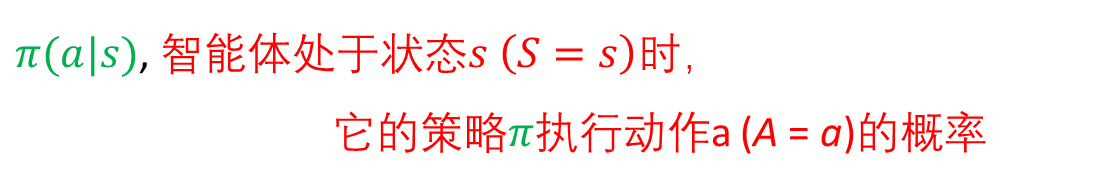 π(a|s), 智能体处于状态s (S = s)时,
它的策略π执行动作a (A = a)的概率